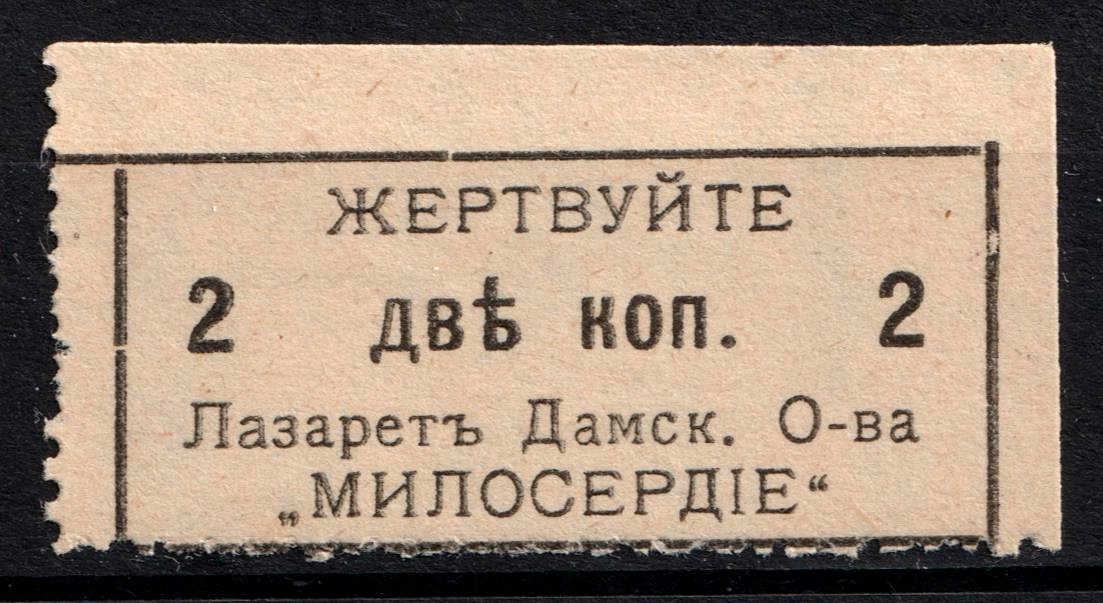 ЖЕРТВУЙТЕ
2 двѣ коп. 2
Лазаретъ Дамск. О-ва
„МИЛОСЕРДІЕ“